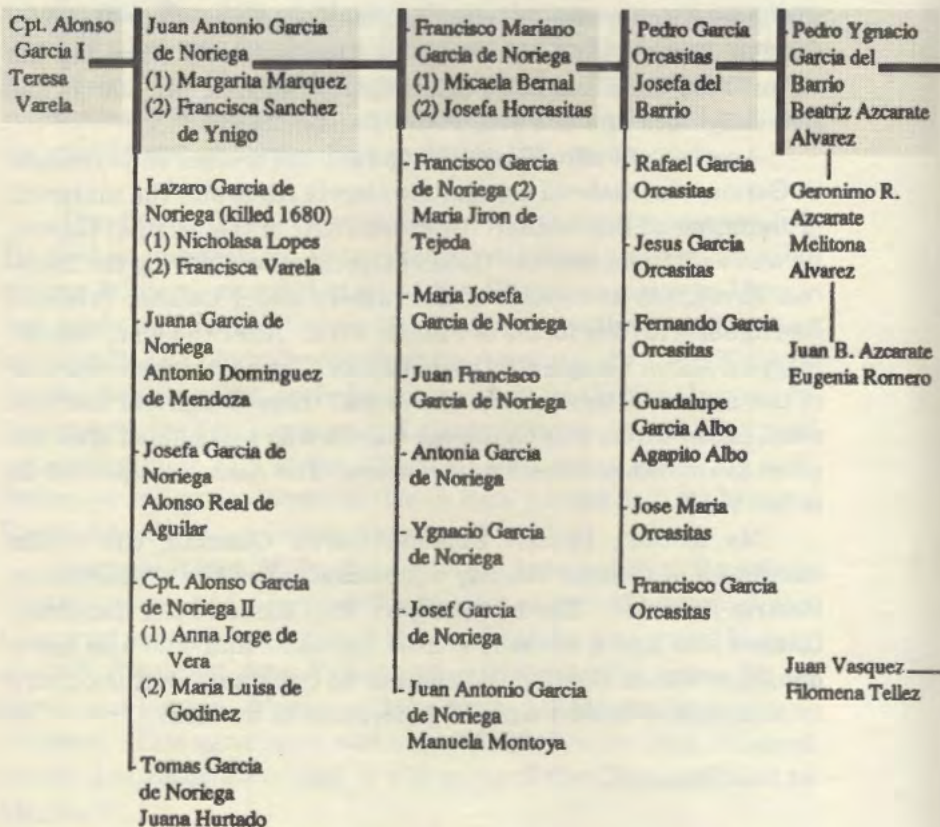 Cpt. Alonso
Garcia I
Teresa
Varela
Juan Antonio Garcia
de Noriega
(1) Margarita Marquez
(2) Francisca Sanchez
de Ynigo
Lazaro Garcia de
Noriega (killed 1680)
(1) Nicholasa Lopes
(2) Francisca Varela
Juana Garcia de
Noriega
Antonio Dominguez
de Mendoza
Josefa Garcia de
Noriega
Alonso Real de
Aguilar
Cpt. Alonso Garcia
de Noriega II
(1) Anna Jorge de
Vera
(2) Maria Luisa de
Godinez
Tomas Garcia
de Noriega
Juana Hurtado
Francisco Mariano
Garcia de Noriega
(1) Micaela Bernal
(2) Josefa Horcasitas
Francisco Garcia
de Noriega (2)
Maria Jiron de
Tejeda
Maria Josefa
Garcia de Noriega
Juan Francisco
Garcia de Noriega
Antonia Garcia
de Noriega
Ygnacio Garcia
de Noriega
Josef Garcia
de Noriega
Juan Antonio Garcia
de Noriega
Manuela Montoya
Pedro Garcia
Orcasitas
Josefa del
Barrio
Rafael Garcia
Orcasitas
Jesus Garcia
Orcasitas
Fernando Garcia
Orcasitas
Guadalupe
Garcia Albo
Agapito Albo
Jose Maria
Orcasitas
Francisco Garcia
Orcasitas
Pedro Ygnacio
Garcia del
Barrio
Beatriz Azcarate
Alvarez
Geronimo R.
Azcarate
Melitona
Alvarez
Juan B. Azcarate
Eugenia Romero
Juan Vasquez
Filomena Tellez